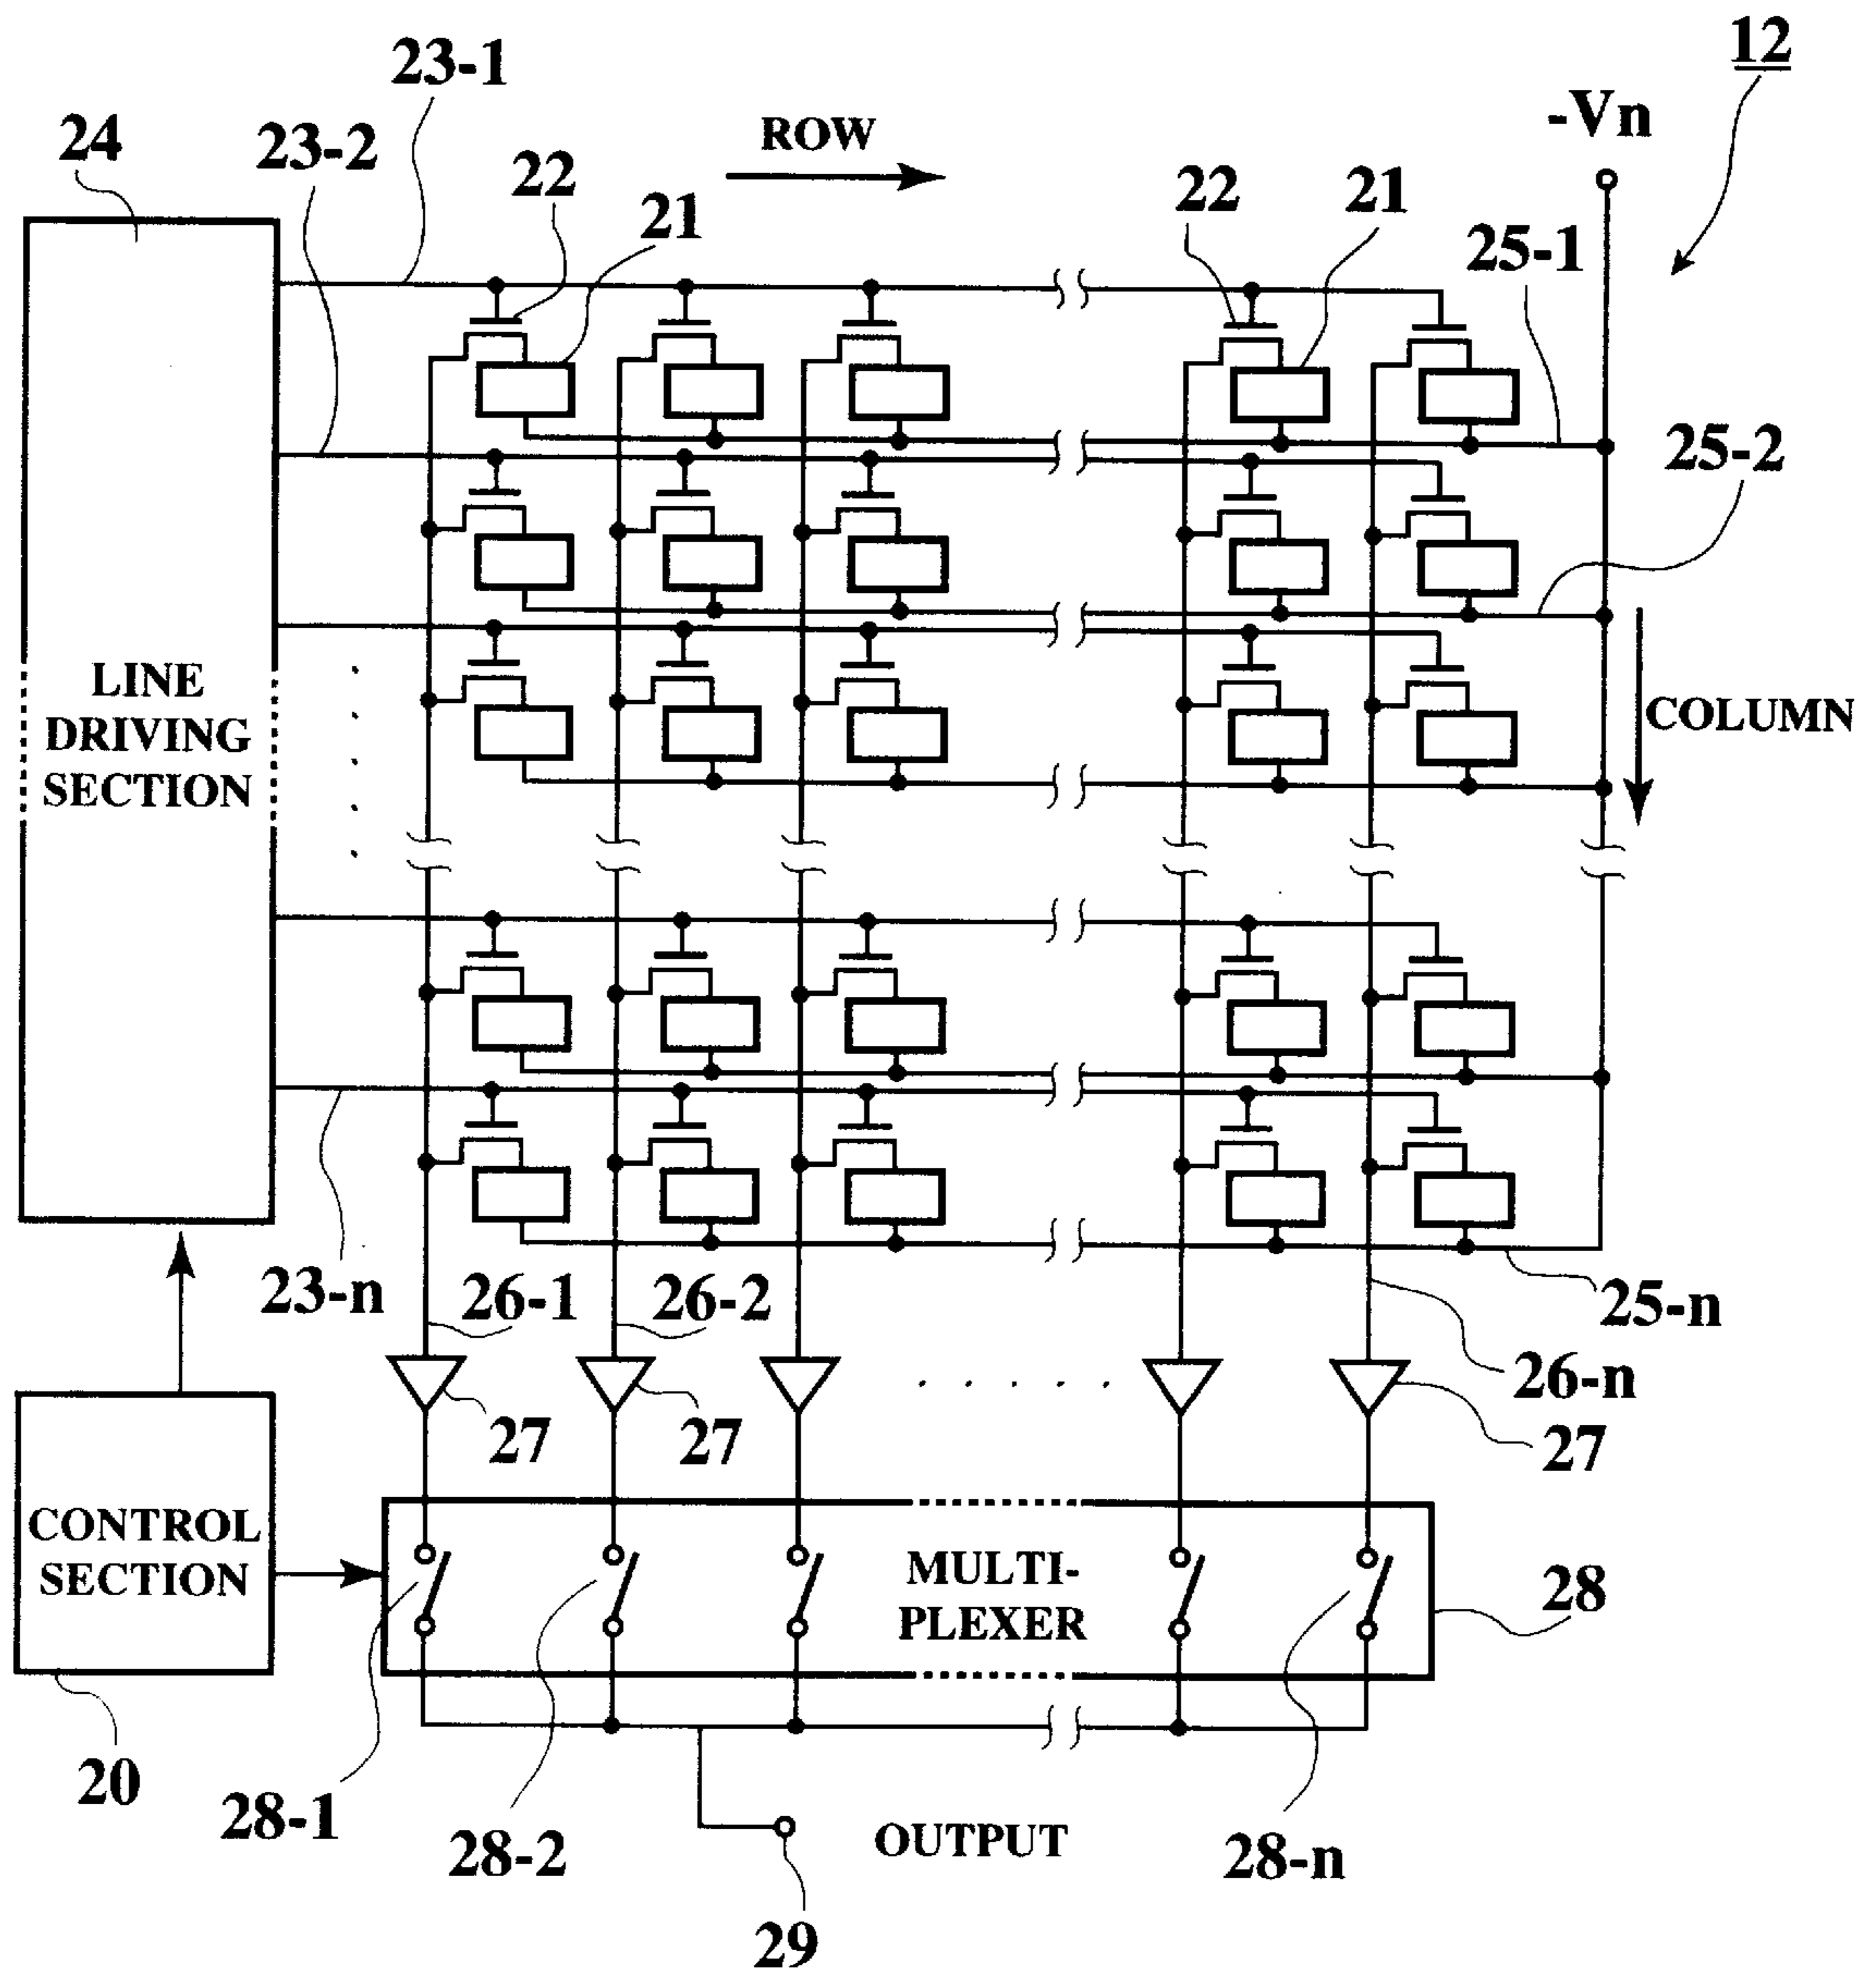 12
23-1
-Vn
24
ROW
23-2
22
21
22
21
25-1
25-2
LINE
DRIVING
SECTION
COLUMN
23-n
26-1
26-2
25-n
26-n
27
27
27
CONTROL
SECTION
MULTI-
PLEXER
28
20
28-1
28-2
OUTPUT
28-n
29